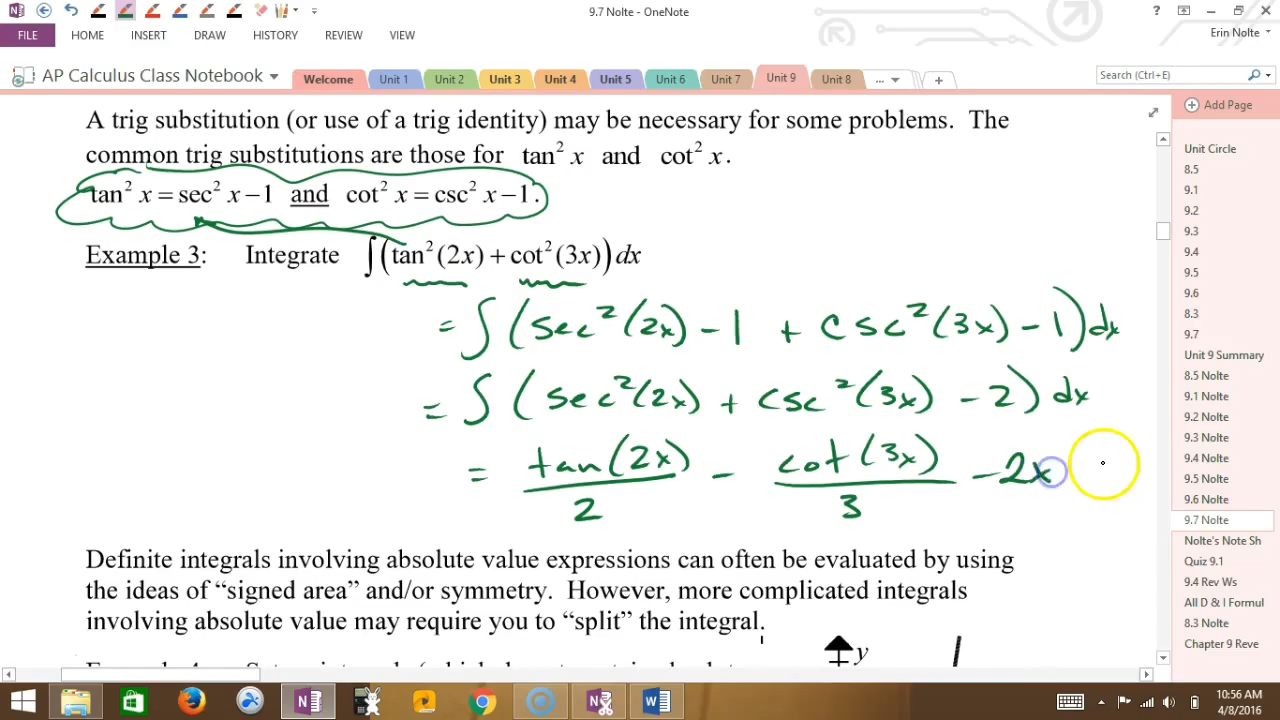 9.7 Nolte - OneNote
?
FILE HOME INSERT DRAW HISTORY REVIEW VIEW
Erin Nolte
AP Calculus Class Notebook
Welcome Unit 1 Unit 2 Unit 3 Unit 4 Unit 5 Unit 6 Unit 7 Unit 9 Unit 8 ... +
Search (Ctrl+E)
A trig substitution (or use of a trig identity) may be necessary for some problems. The
common trig substitutions are those for tan² x and cot² x.
tan² x = sec² x − 1 and cot² x = csc² x − 1.
Example 3: Integrate ∫(tan² (2x) + cot² (3x)) dx
= ∫(sec²(2x) − 1 + csc²(3x) − 1)dx
= ∫(sec²(2x) + csc²(3x) − 2) dx
= tan(2x)/2 − cot(3x)/3 − 2x
Definite integrals involving absolute value expressions can often be evaluated by using
the ideas of “signed area” and/or symmetry. However, more complicated integrals
involving absolute value may require you to “split” the integral.
y
Add Page
Unit Circle
8.5
9.1
9.2
9.3
9.4
9.5
9.6
8.3
9.7
Unit 9 Summary
8.5 Nolte
9.1 Nolte
9.2 Nolte
9.3 Nolte
9.4 Nolte
9.5 Nolte
9.6 Nolte
9.7 Nolte
Nolte's Note Sh
Quiz 9.1
9.4 Rev Ws
All D & I Formul
8.3 Nolte
Chapter 9 Reve
10:56 AM
4/8/2016